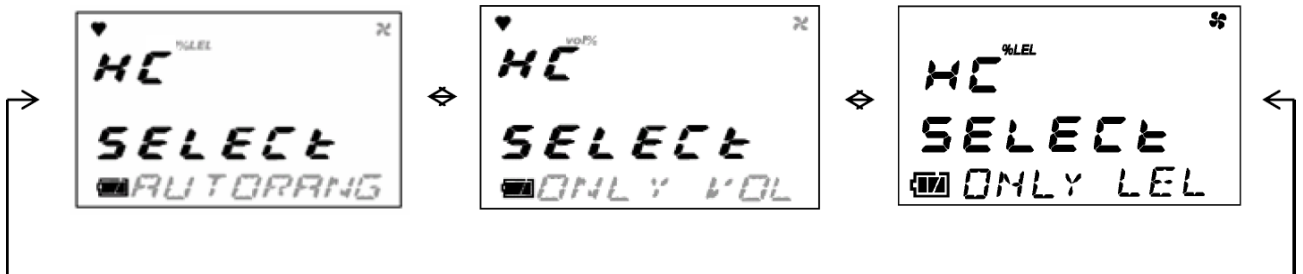 HC %LEL
SELECT
AUTORANG
HC vol%
SELECT
ONLY VOL
HC %LEL
SELECT
ONLY LEL